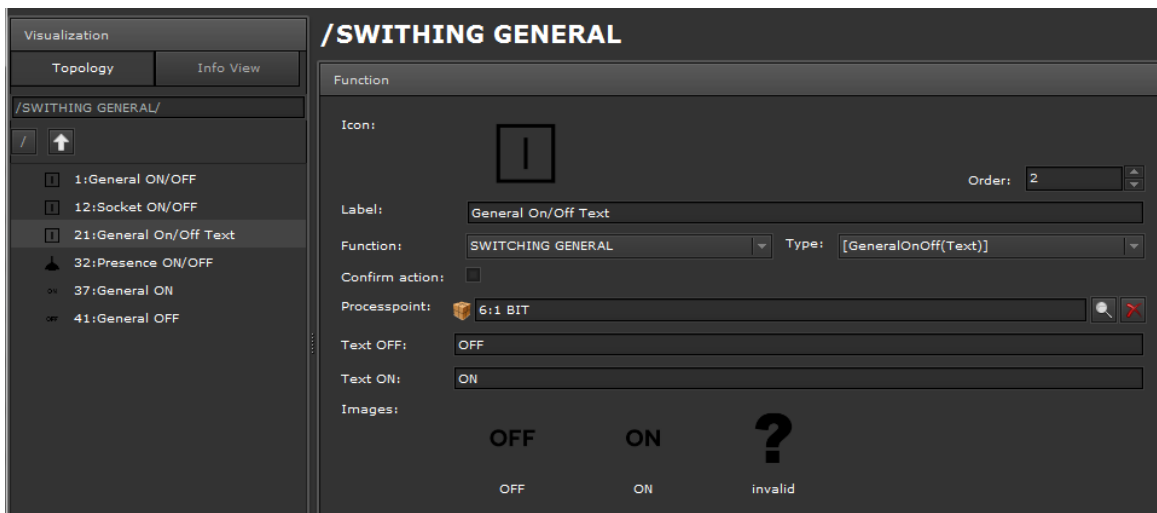 Visualization
Topology
Info View
/SWITHING GENERAL/
/
1:General ON/OFF
12:Socket ON/OFF
21:General On/Off Text
32:Presence ON/OFF
ON
37:General ON
OFF
41:General OFF
/SWITHING GENERAL
Function
Icon:
Order: 2
Label: General On/Off Text
Function: SWITCHING GENERAL Type: [GeneralOnOff(Text)]
Confirm action:
Processpoint: 6:1 BIT
Text OFF: OFF
Text ON: ON
Images:
OFF ON ?
OFF ON invalid